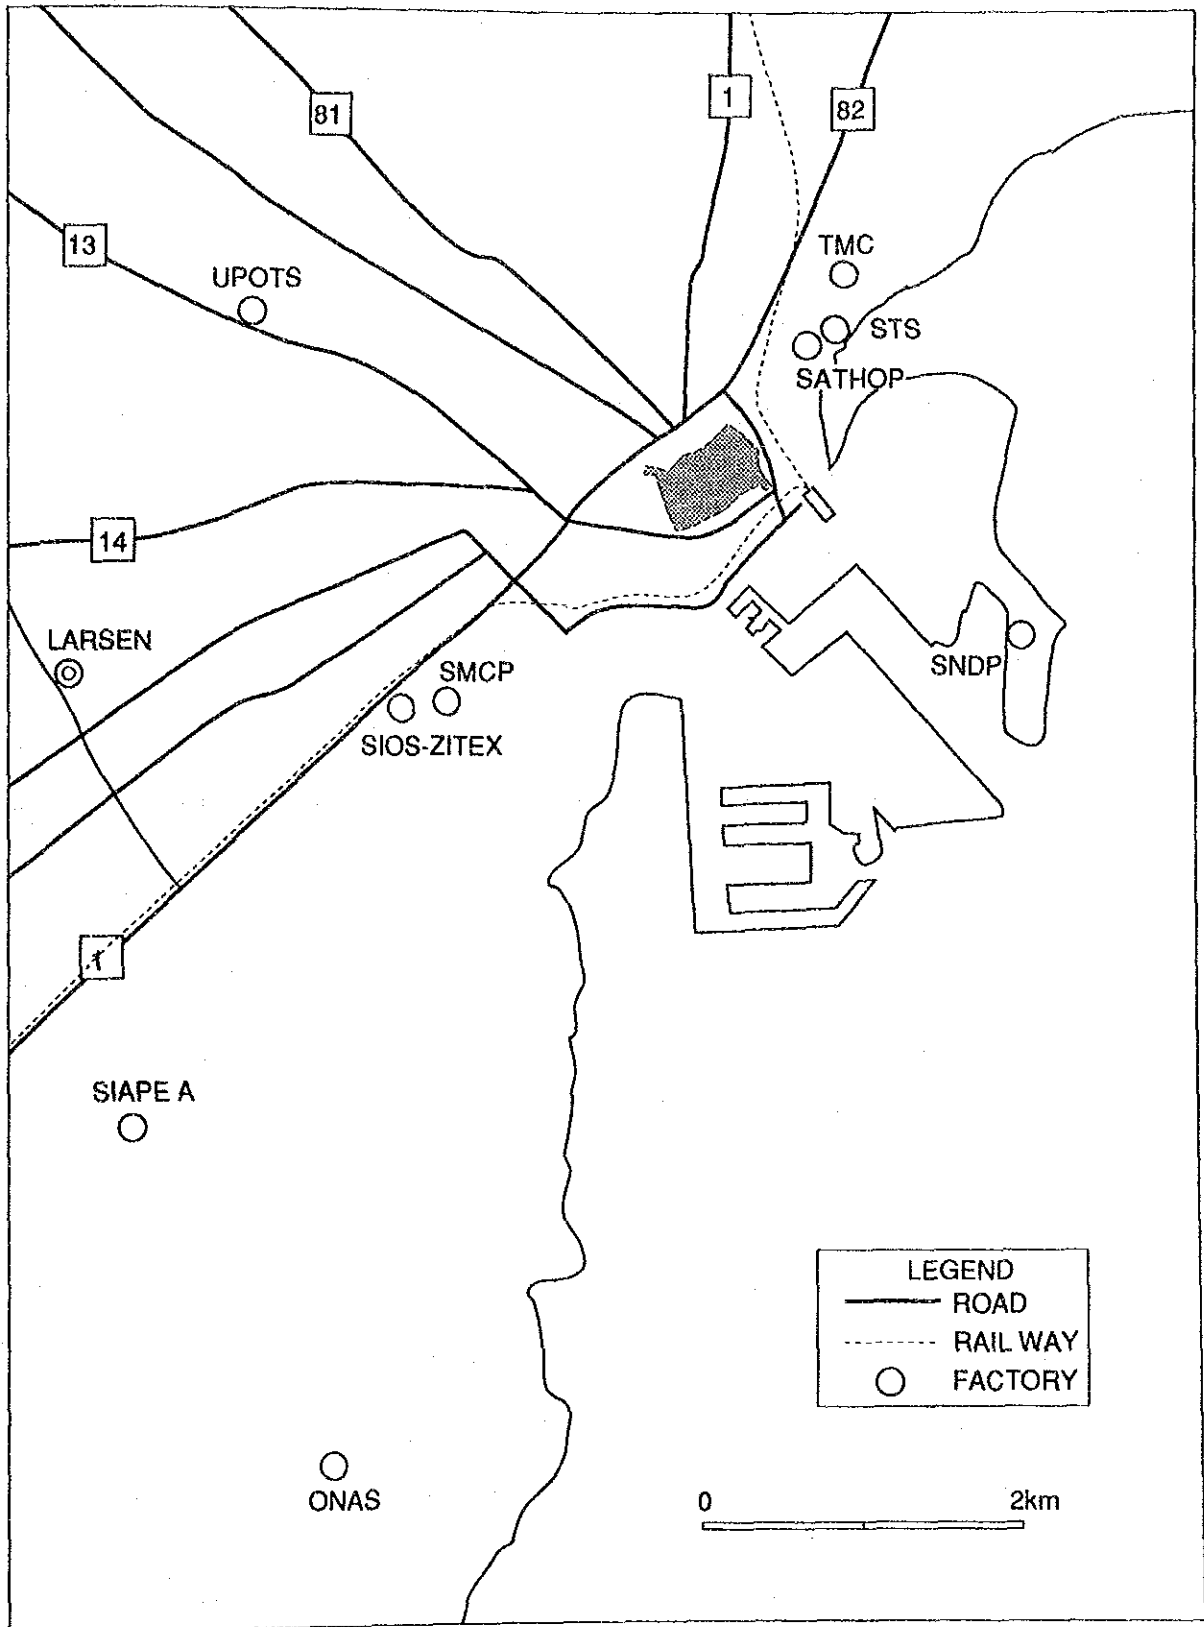 81
1
82
13
UPOTS
TMC
STS
SATHOP
14
LARSEN
SMCP
SIOS-ZITEX
SNDP
1
SIAPE A
LEGEND
ROAD
RAIL WAY
FACTORY
ONAS
0 2km